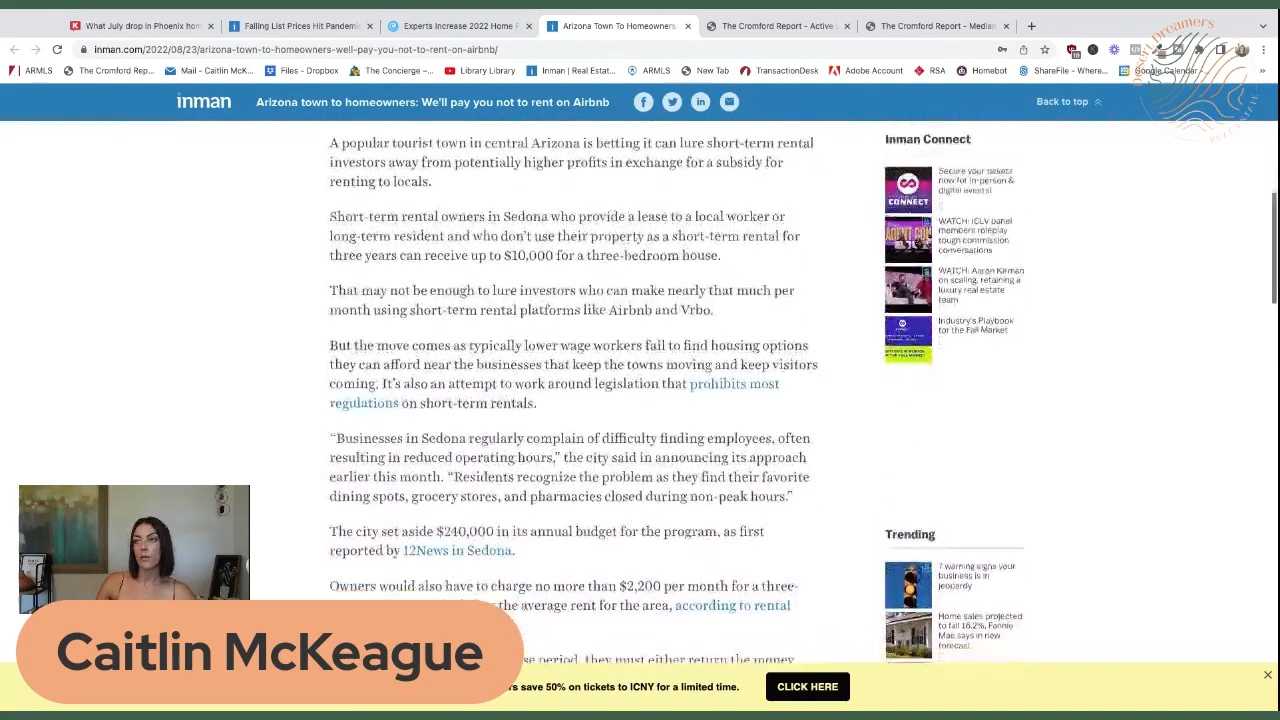 What July drop in Phoenix hom
Falling List Prices Hit Pandemic
Experts Increase 2022 Home P
Arizona Town To Homeowners
The Cromford Report - Active L
The Cromford Report - Median
inman.com/2022/08/23/arizona-town-to-homeowners-well-pay-you-not-to-rent-on-airbnb/
ARMLS
The Cromford Rep...
Mail - Caitlin McK...
Files - Dropbox
The Concierge -...
Library Library
Inman | Real Estat...
ARMLS
New Tab
TransactionDesk
Adobe Account
RSA
Homebot
ShareFile - Where...
Google Calendar -...
inman
Arizona town to homeowners: We'll pay you not to rent on Airbnb
Back to top
A popular tourist town in central Arizona is betting it can lure short-term rental
investors away from potentially higher profits in exchange for a subsidy for
renting to locals.
Short-term rental owners in Sedona who provide a lease to a local worker or
long-term resident and who don't use their property as a short-term rental for
three years can receive up to $10,000 for a three-bedroom house.
That may not be enough to lure investors who can make nearly that much per
month using short-term rental platforms like Airbnb and Vrbo.
But the move comes as typically lower wage workers fail to find housing options
they can afford near the businesses that keep the towns moving and keep visitors
coming. It's also an attempt to work around legislation that prohibits most
regulations on short-term rentals.
“Businesses in Sedona regularly complain of difficulty finding employees, often
resulting in reduced operating hours,” the city said in announcing its approach
earlier this month. “Residents recognize the problem as they find their favorite
dining spots, grocery stores, and pharmacies closed during non-peak hours.”
The city set aside $240,000 in its annual budget for the program, as first
reported by 12News in Sedona.
Owners would also have to charge no more than $2,200 per month for a three-
the average rent for the area, according to rental
se period, they must either return the money
Inman Connect
Secure your tickets
now for in-person &
digital events!
CONNECT
WATCH: ICLV panel
members roleplay
tough commission
conversations
WATCH: Aaron Kirman
on scaling, retaining a
luxury real estate
team
Industry's Playbook
for the Fall Market
Trending
7 warning signs your
business is in
jeopardy
Home sales projected
to fall 16.2%, Fannie
Mae says in new
forecast
Caitlin McKeague
rs save 50% on tickets to ICNY for a limited time.
CLICK HERE